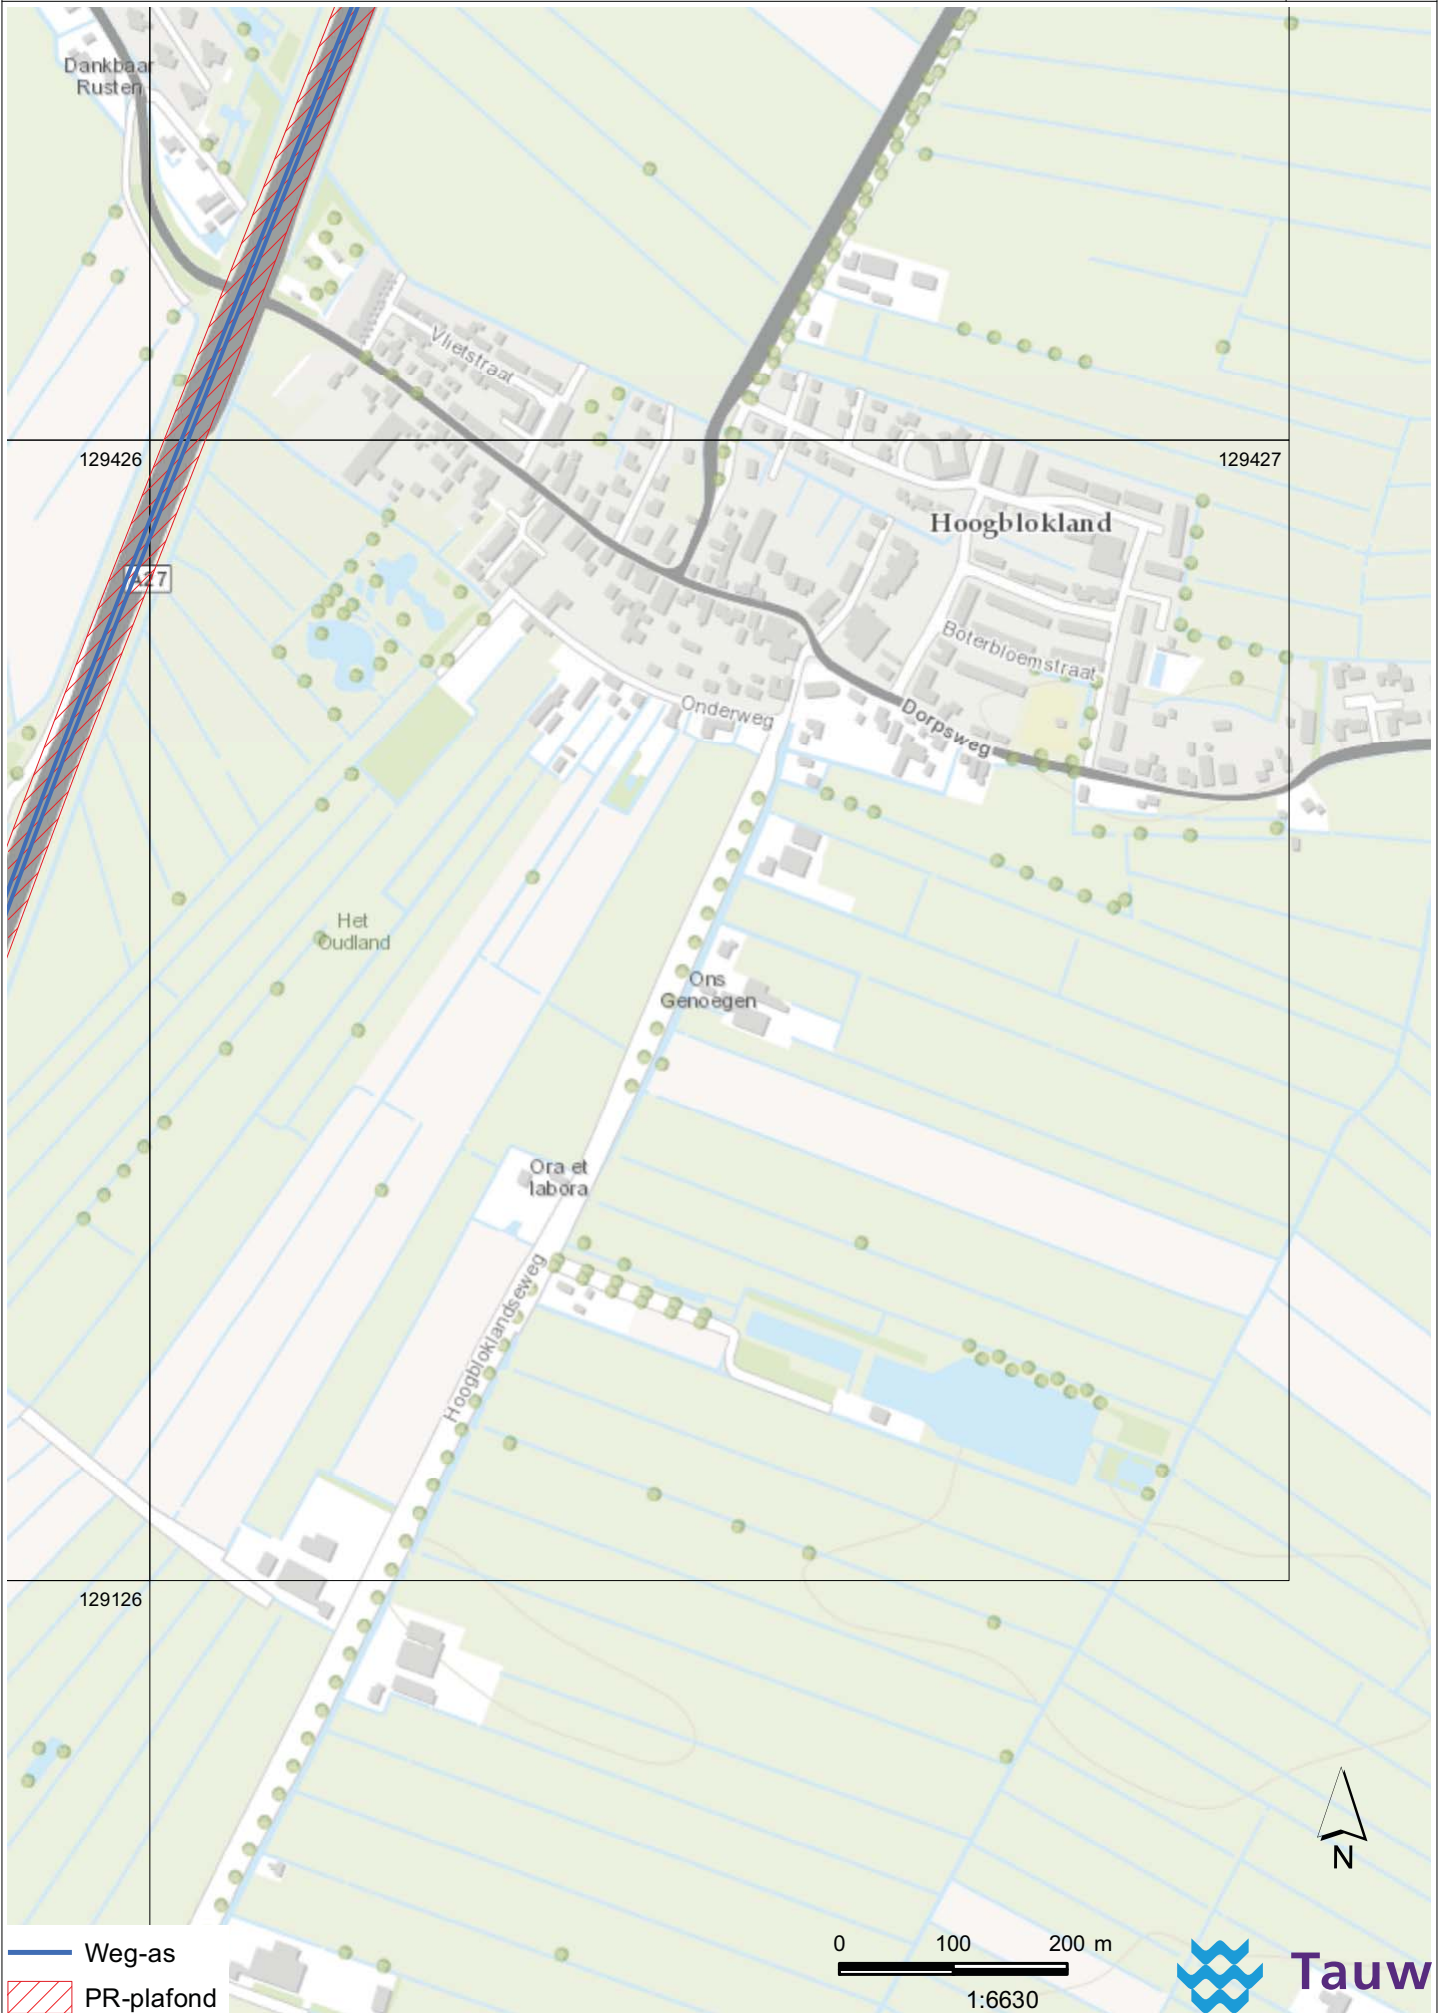 Dankbaar
Rusten
Vlietstraat
129426
129427
Hoogblokland
A27
Boterbloemstraat
Onderweg
Dorpsweg
Het
Oudland
Ons
Genoegen
Ora et
labora
Hoogbloklandseweg
129126
N
Weg-as
PR-plafond
0 100 200 m
1:6630
Tauw